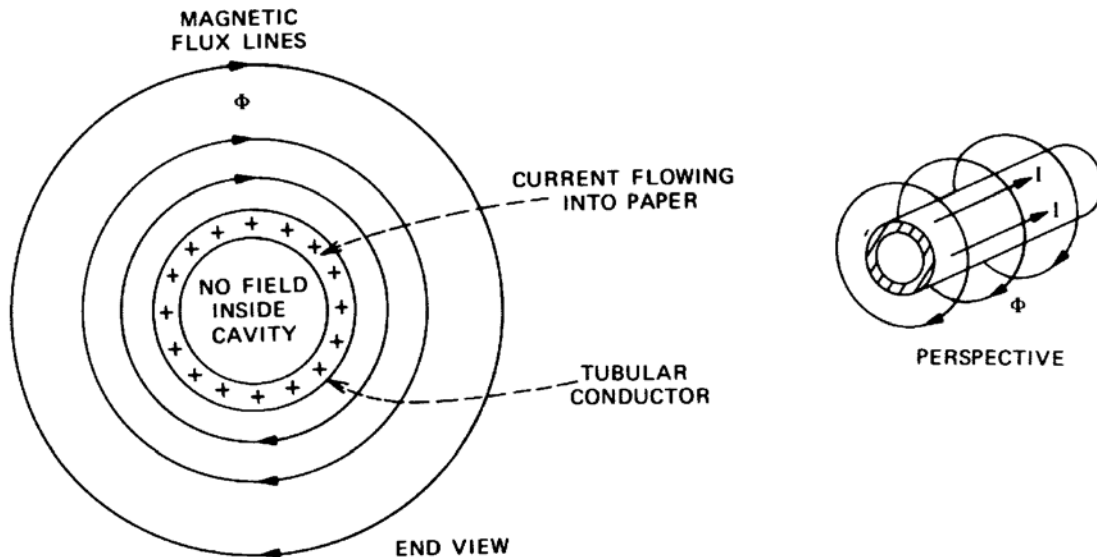 MAGNETIC
FLUX LINES
Φ
CURRENT FLOWING
INTO PAPER
NO FIELD
INSIDE
CAVITY
TUBULAR
CONDUCTOR
END VIEW
I
I
Φ
PERSPECTIVE